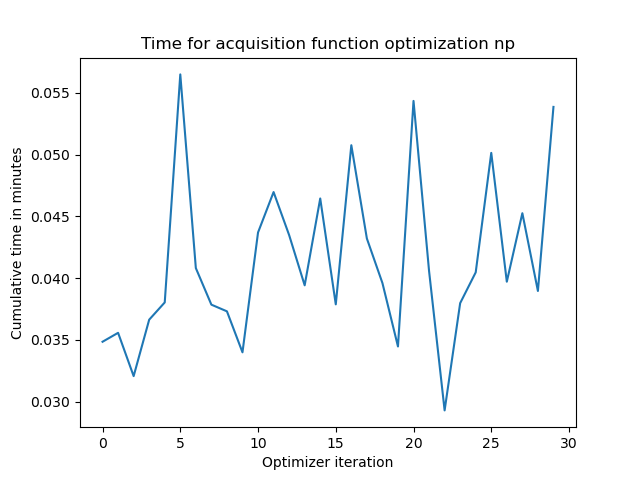 Time for acquisition function optimization np
0.055
0.050
0.045
0.040
0.035
0.030
Cumulative time in minutes
0 5 10 15 20 25 30
Optimizer iteration